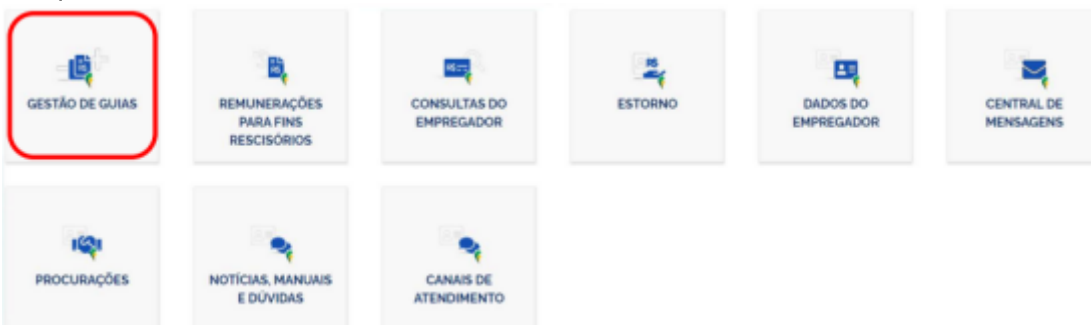 GESTÃO DE GUIAS
REMUNERAÇÕES
PARA FINS
RESCISÓRIOS
CONSULTAS DO
EMPREGADOR
ESTORNO
DADOS DO
EMPREGADOR
CENTRAL DE
MENSAGENS
PROCURAÇÕES
NOTÍCIAS, MANUAIS
E DÚVIDAS
CANAIS DE
ATENDIMENTO